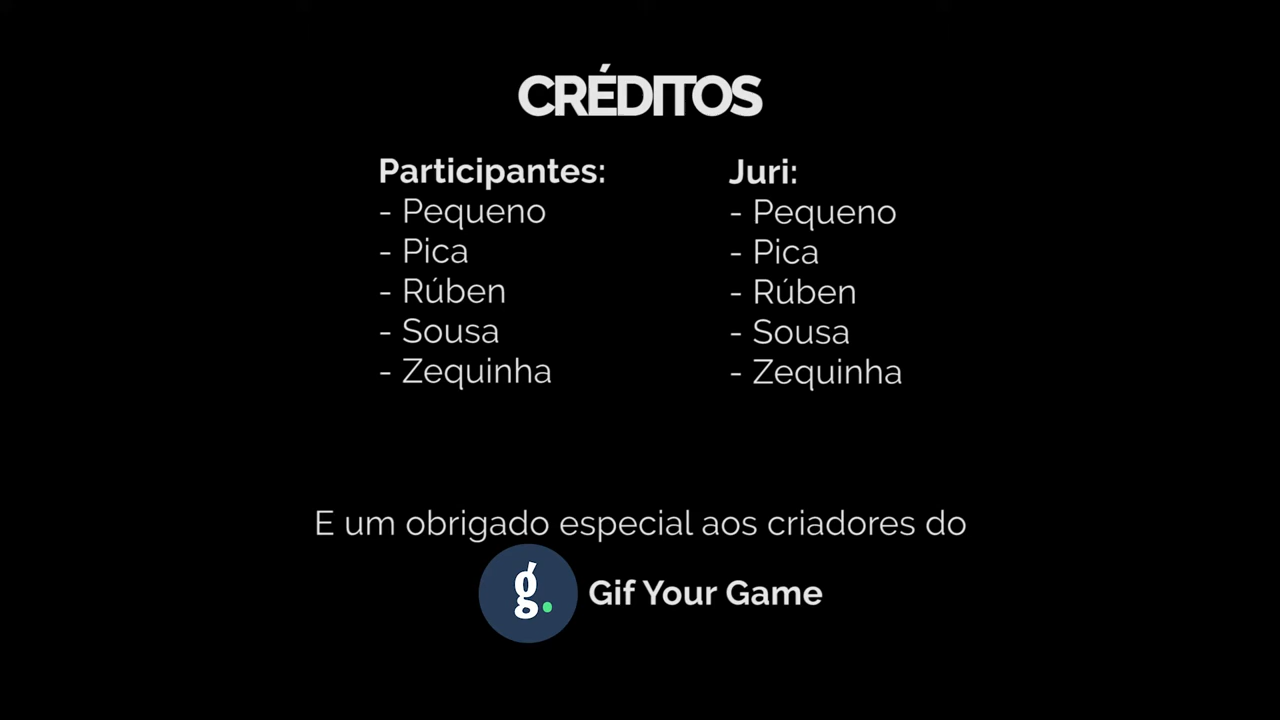 CRÉDITOS
Participantes:
- Pequeno
- Pica
- Rúben
- Sousa
- Zequinha
Juri:
- Pequeno
- Pica
- Rúben
- Sousa
- Zequinha
E um obrigado especial aos criadores do
g. Gif Your Game